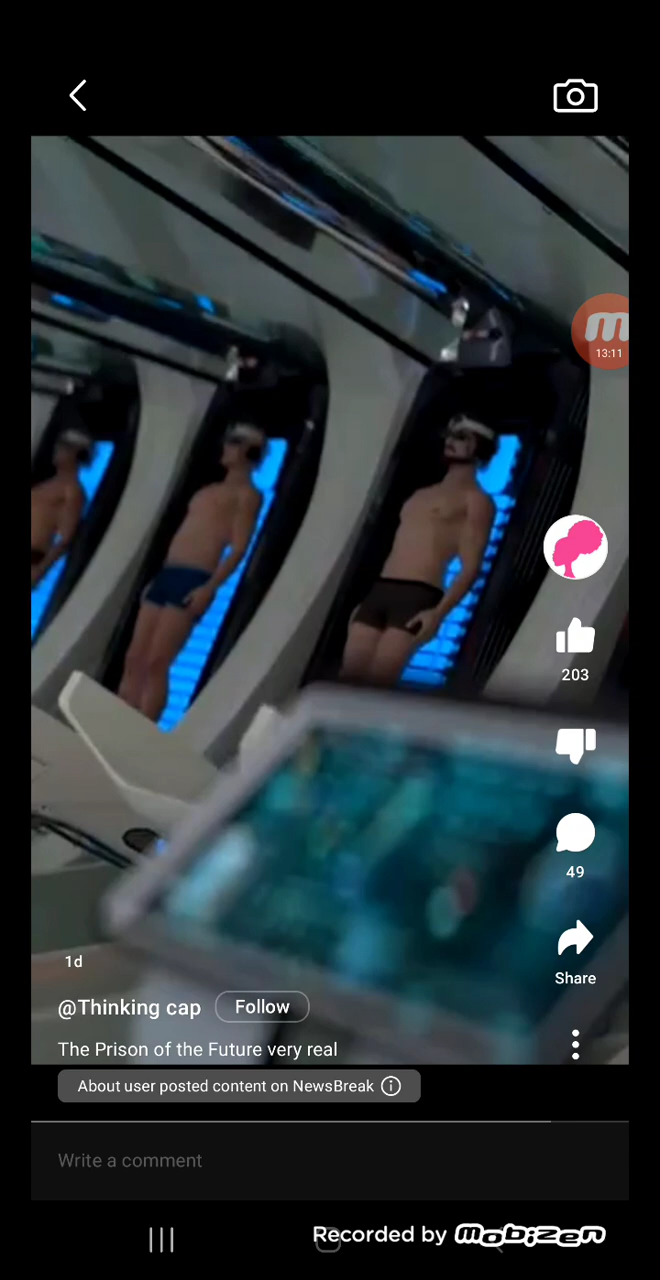 13:11
203
49
Share
1d
@Thinking cap Follow
The Prison of the Future very real
About user posted content on NewsBreak
Write a comment
Recorded by mobizen